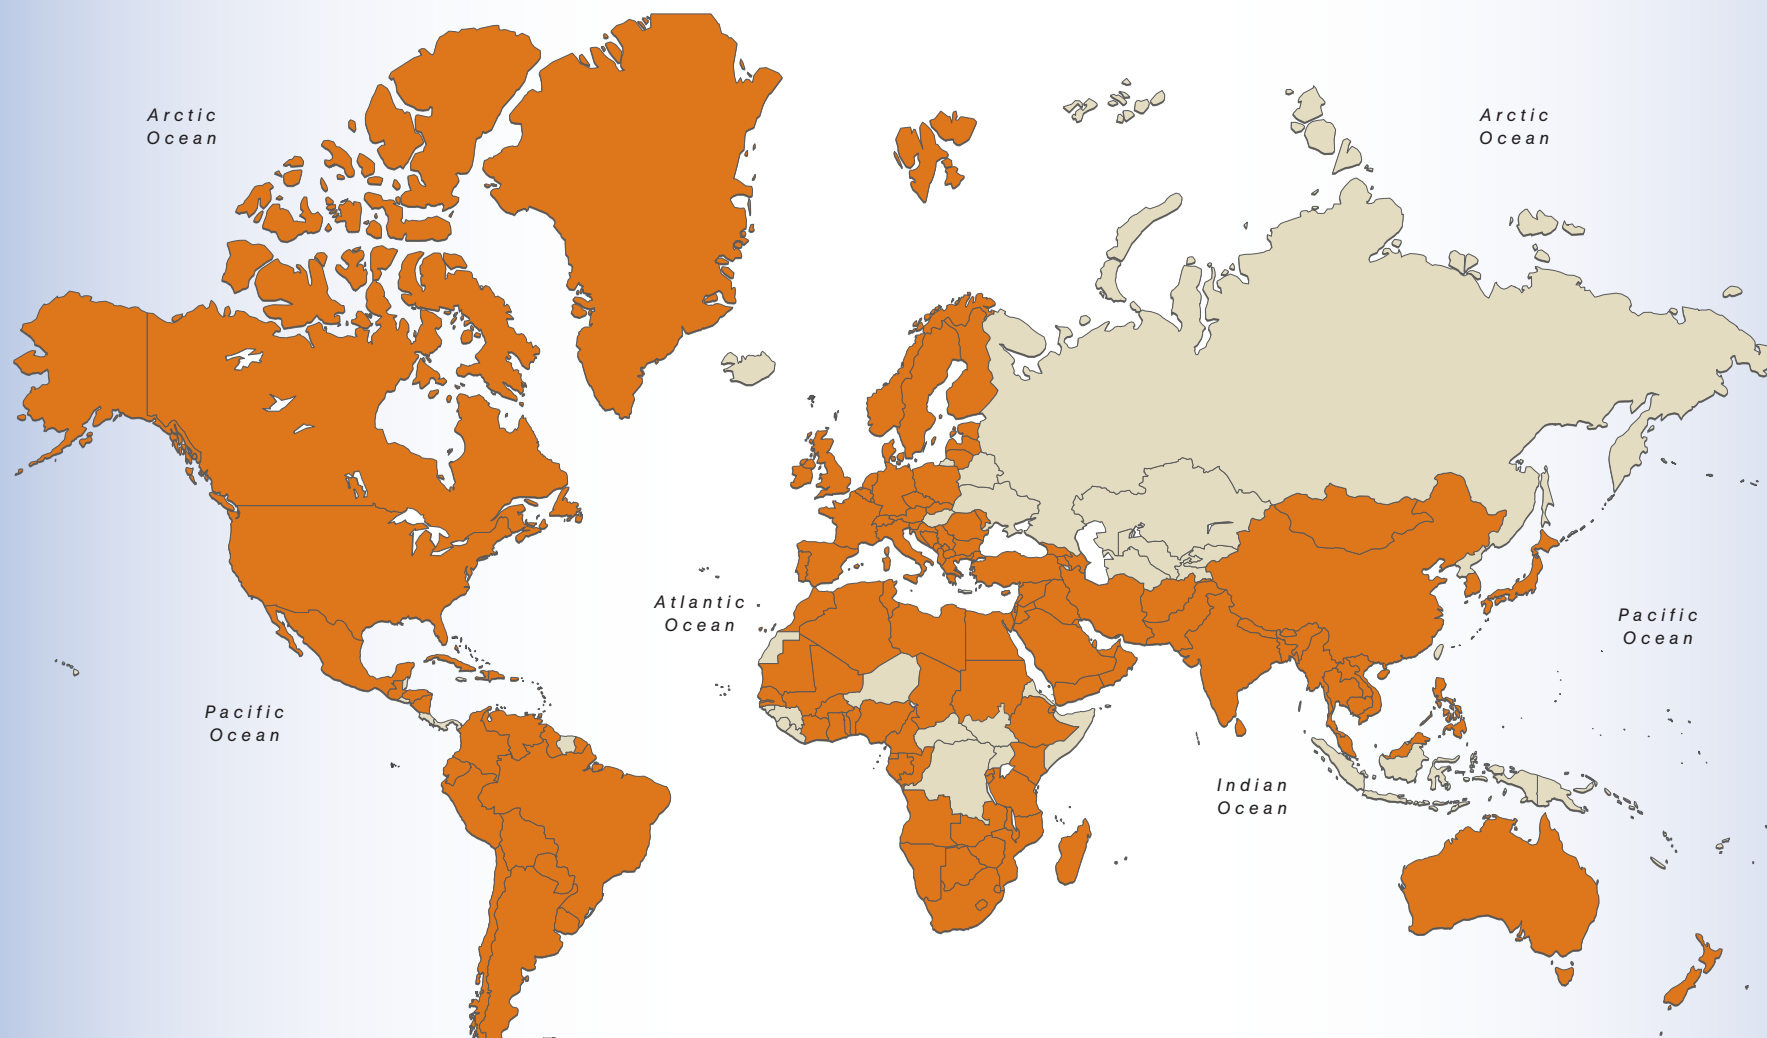 Arctic
Ocean
Arctic
Ocean
Atlantic
Ocean
Pacific
Ocean
Pacific
Ocean
Indian
Ocean